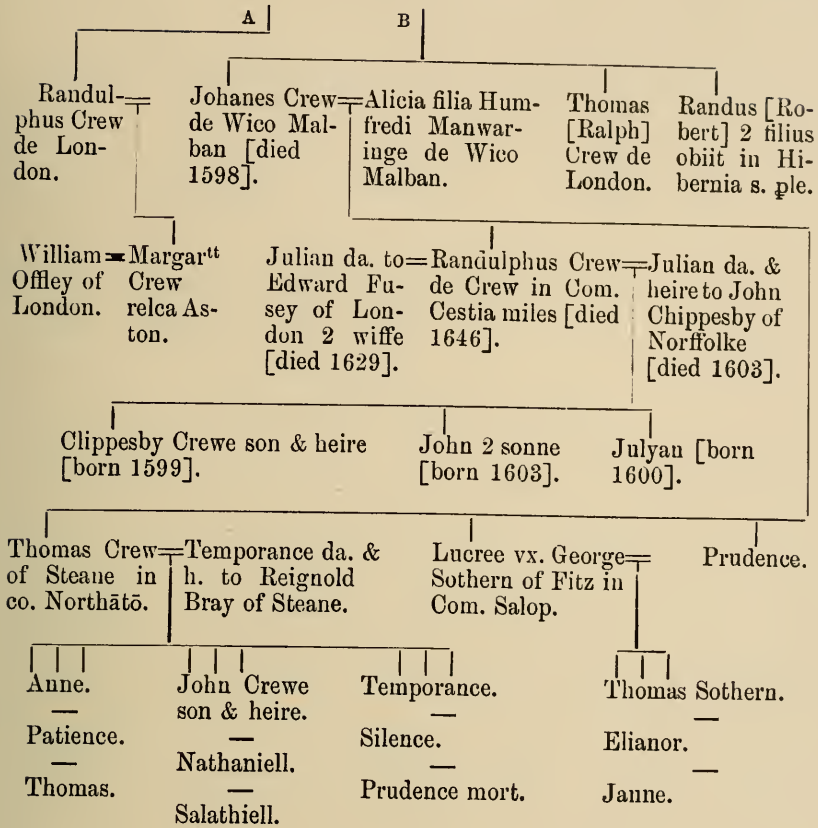 A B
Randul-
phus Crew
de Lon-
don.
Johanes Crew
de Wico Mal-
ban [died
1598].
=Alicia filia Hum-
fredi Manwar-
inge de Wico
Malban.
Thomas
[Ralph]
Crew de
London.
Randus [Ro-
bert] 2 filius
obiit in Hi-
bernia s. ꝑle.
William
Offley of
London.
=Margarᵗᵗ
Crew
relca As-
ton.
Julian da. to
Edward Fu-
sey of Lon-
don 2 wiffe
[died 1629].
=Randulphus Crew
de Crew in Com.
Cestia miles [died
1646].
=Julian da. &
heire to John
Chippesby of
Norffolke
[died 1603].
Clippesby Crewe son & heire
[born 1599].
John 2 sonne
[born 1603].
Julyan [born
1600].
Thomas Crew
of Steane in
co. Northātō.
=Temporance da. &
h. to Reignold
Bray of Steane.
Lucree vx. George
Sothern of Fitz in
Com. Salop.
Prudence.
Anne.
—
Patience.
—
Thomas.
John Crewe
son & heire.
—
Nathaniell.
—
Salathiell.
Temporance.
—
Silence.
—
Prudence mort.
Thomas Sothern.
—
Elianor.
—
Janne.